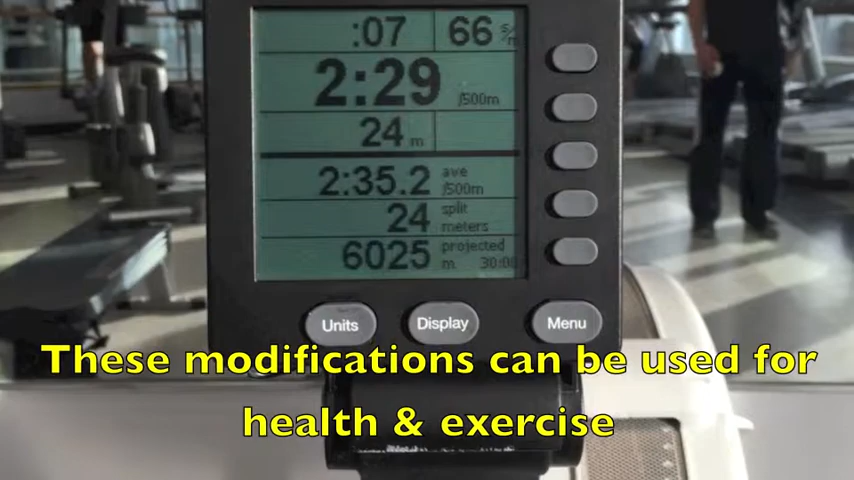 :07 66 s/m
2:29 /500m
24 m
2:35.2 ave /500m
24 split meters
6025 projected m 30:00
Units Display Menu
These modifications can be used for
health & exercise